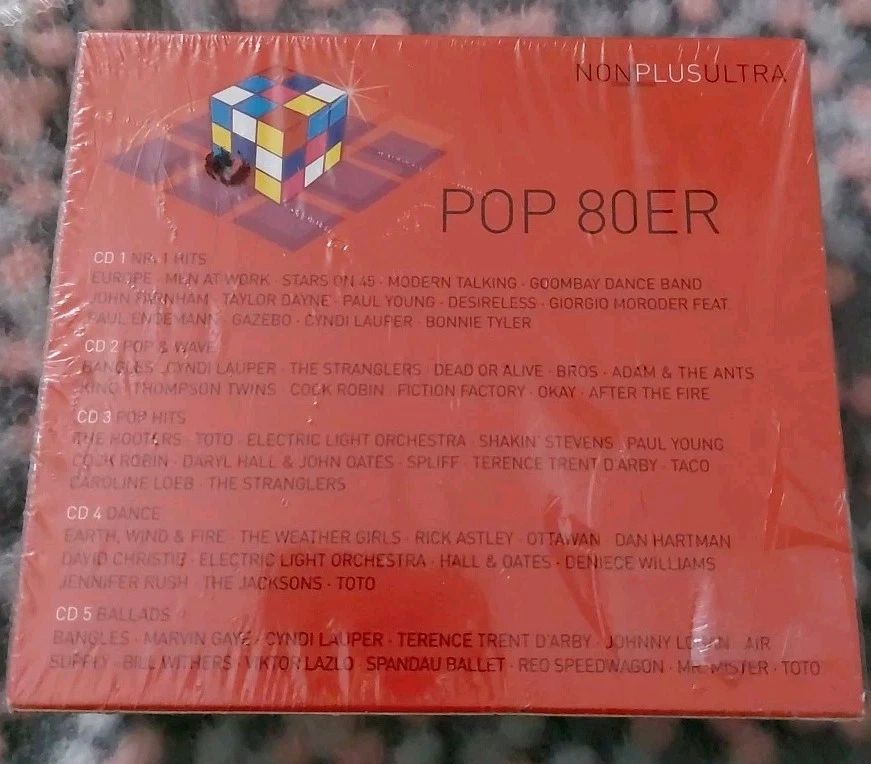 NONPLUSULTRA
POP 80ER
CD 1 NR. 1 HITS
EUROPE · MEN AT WORK · STARS ON 45 · MODERN TALKING · GOOMBAY DANCE BAND
JOHN FARNHAM · TAYLOR DAYNE · PAUL YOUNG · DESIRELESS · GIORGIO MORODER FEAT.
PAUL ENGEMANN · GAZEBO · CYNDI LAUPER · BONNIE TYLER
CD 2 POP & WAVE
BANGLES · CYNDI LAUPER · THE STRANGLERS · DEAD OR ALIVE · BROS · ADAM & THE ANTS
KING · THOMPSON TWINS · COCK ROBIN · FICTION FACTORY · OKAY · AFTER THE FIRE
CD 3 POP HITS
THE HOOTERS · TOTO · ELECTRIC LIGHT ORCHESTRA · SHAKIN' STEVENS · PAUL YOUNG
COCK ROBIN · DARYL HALL & JOHN OATES · SPLIFF · TERENCE TRENT D'ARBY · TACO
CAROLINE LOEB · THE STRANGLERS
CD 4 DANCE
EARTH, WIND & FIRE · THE WEATHER GIRLS · RICK ASTLEY · OTTAWAN · DAN HARTMAN
DAVID CHRISTIE · ELECTRIC LIGHT ORCHESTRA · HALL & OATES · DENIECE WILLIAMS
JENNIFER RUSH · THE JACKSONS · TOTO
CD 5 BALLADS
BANGLES · MARVIN GAYE · CYNDI LAUPER · TERENCE TRENT D'ARBY · JOHNNY LOGAN · AIR
SUPPLY · BILL WITHERS · VIKTOR LAZLO · SPANDAU BALLET · REO SPEEDWAGON · MR. MISTER · TOTO